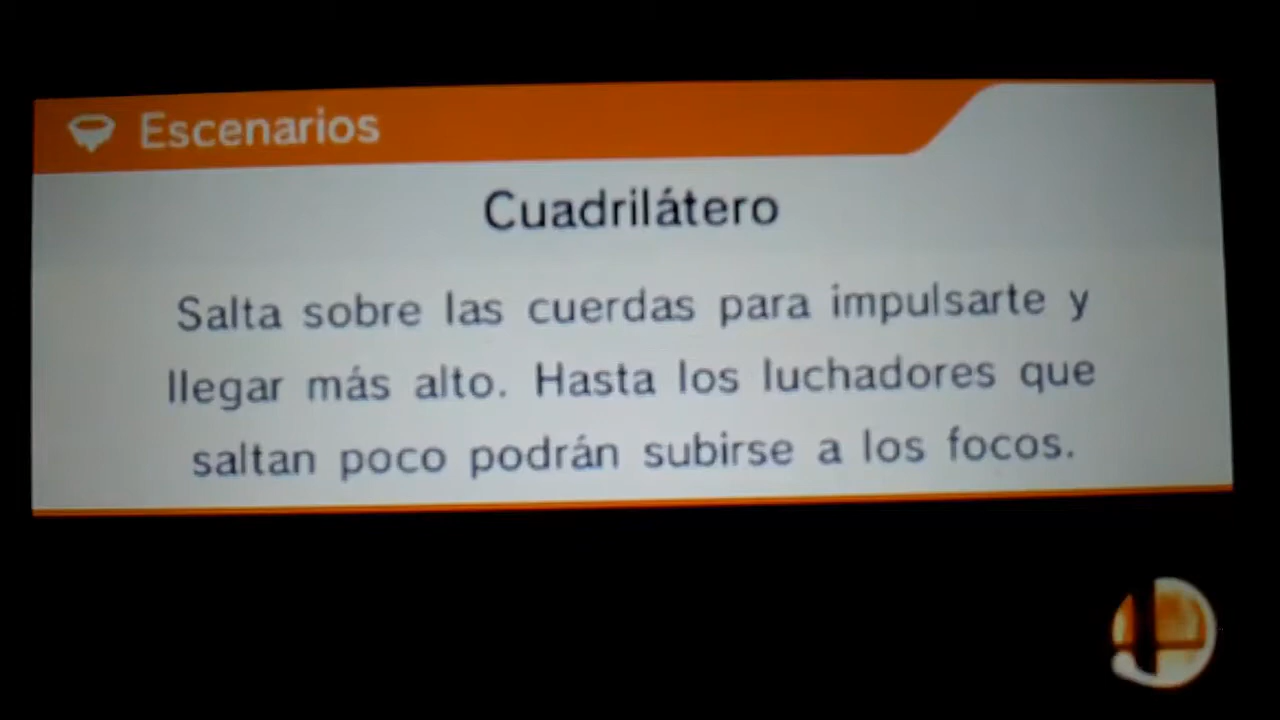 Escenarios
Cuadrilátero
Salta sobre las cuerdas para impulsarte y
llegar más alto. Hasta los luchadores que
saltan poco podrán subirse a los focos.